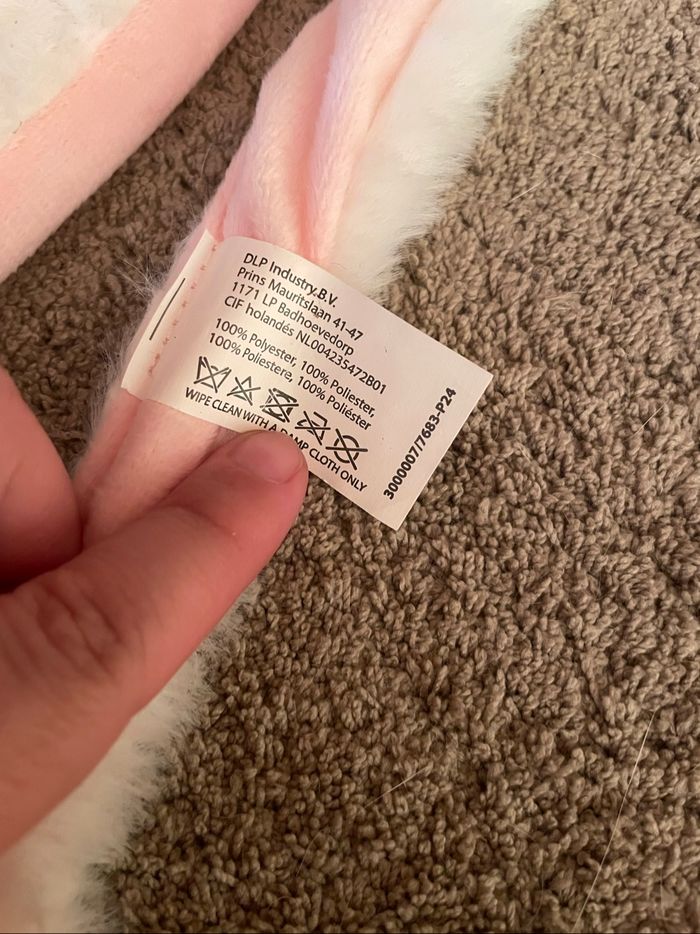 DLP Industry B.V.
Prins Mauritslaan 41-47
1171 LP Badhoevedorp
CIF holandés NL004235472B01
100% Polyester, 100% Poliester,
100% Poliestere, 100% Poliéster
WIPE CLEAN WITH A DAMP CLOTH ONLY
3000007/7683-P24